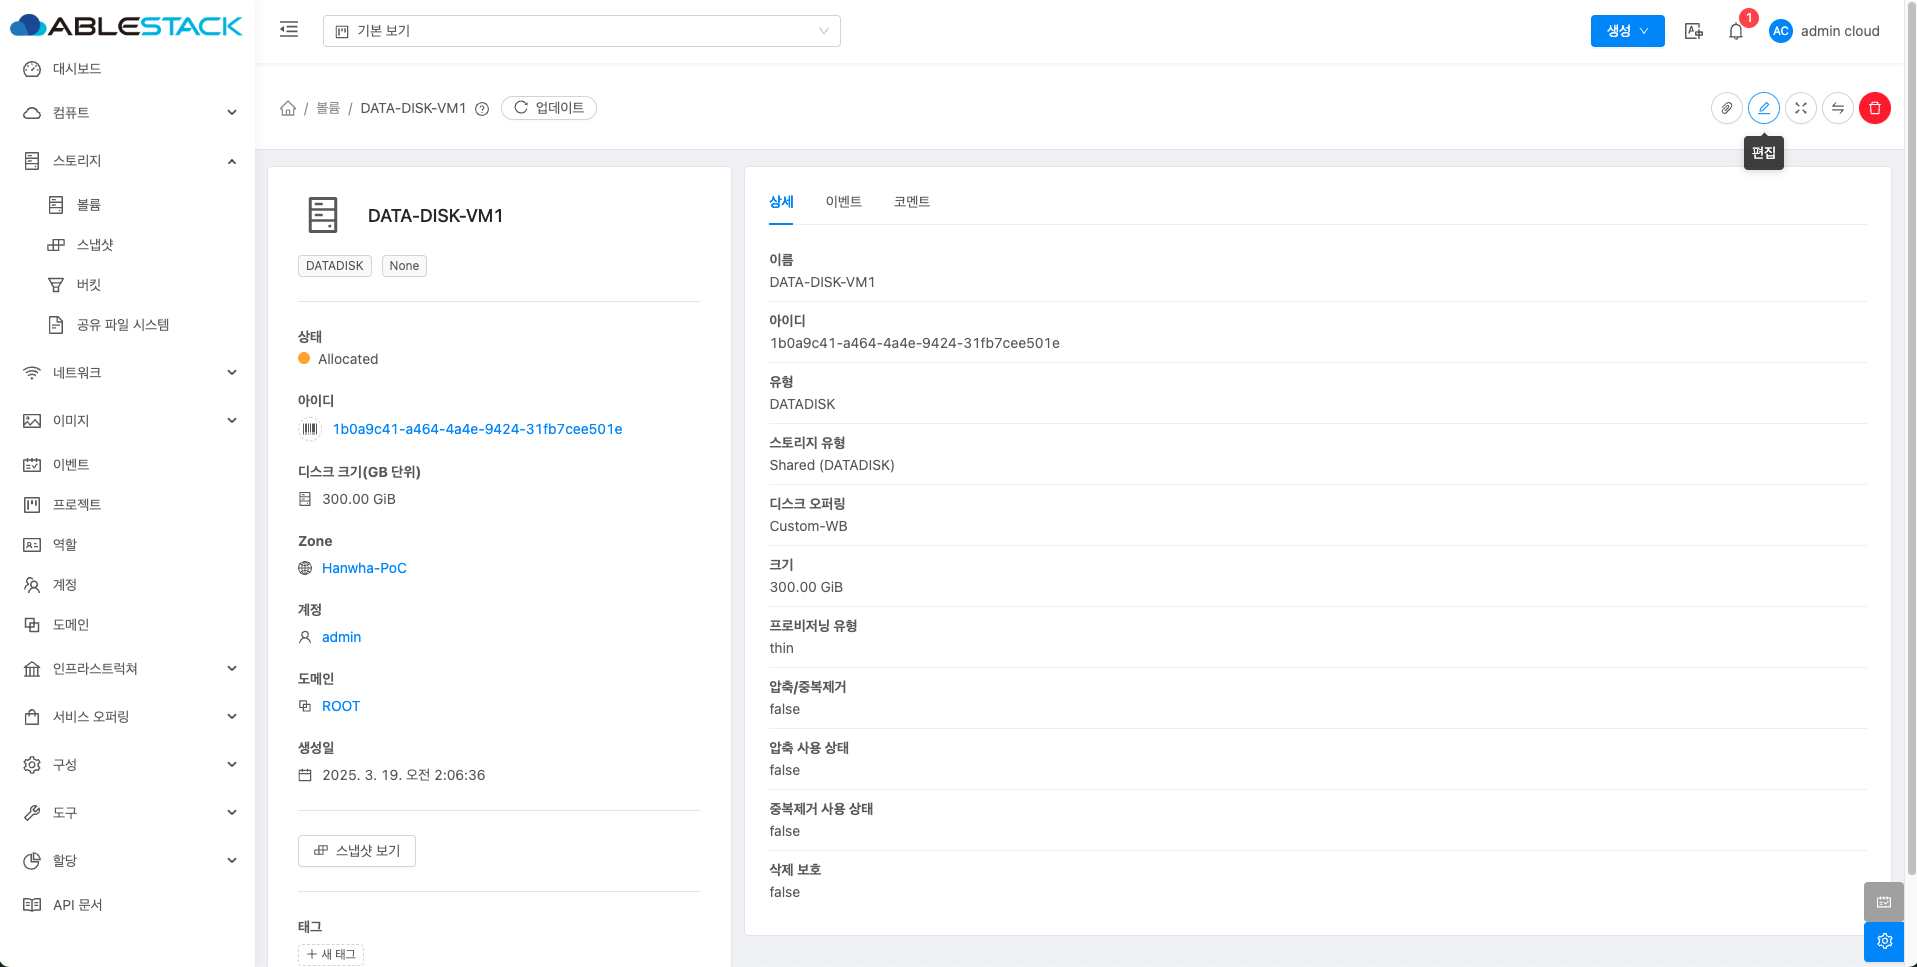 ABLESTACK
대시보드
컴퓨트
스토리지
볼륨
스냅샷
버킷
공유 파일 시스템
네트워크
이미지
이벤트
프로젝트
역할
계정
도메인
인프라스트럭쳐
서비스 오퍼링
구성
도구
할당
API 문서
기본 보기
생성
1
AC admin cloud
/ 볼륨 / DATA-DISK-VM1 업데이트
편집
DATA-DISK-VM1
DATADISK None
상태
Allocated
아이디
1b0a9c41-a464-4a4e-9424-31fb7cee501e
디스크 크기(GB 단위)
300.00 GiB
Zone
Hanwha-PoC
계정
admin
도메인
ROOT
생성일
2025. 3. 19. 오전 2:06:36
스냅샷 보기
태그
+ 새 태그
상세 이벤트 코멘트
이름
DATA-DISK-VM1
아이디
1b0a9c41-a464-4a4e-9424-31fb7cee501e
유형
DATADISK
스토리지 유형
Shared (DATADISK)
디스크 오퍼링
Custom-WB
크기
300.00 GiB
프로비저닝 유형
thin
압축/중복제거
false
압축 사용 상태
false
중복제거 사용 상태
false
삭제 보호
false